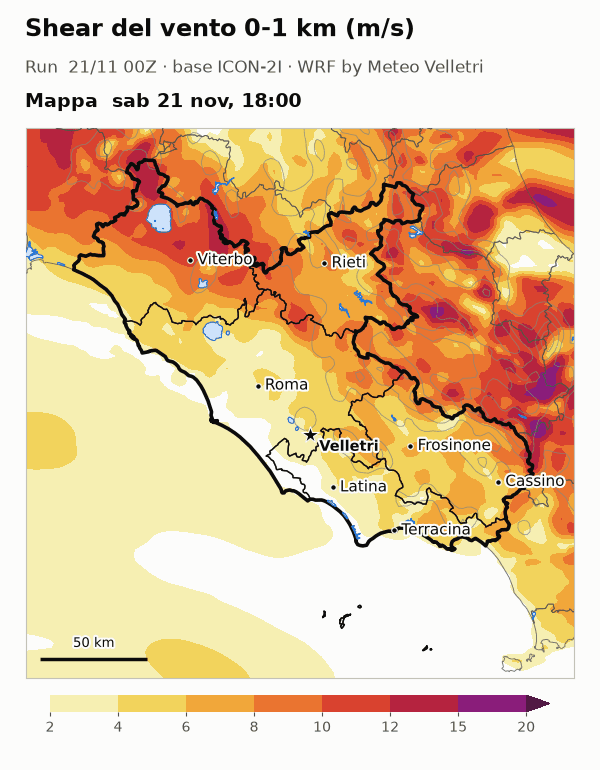 Shear del vento 0-1 km (m/s)
Run 21/11 00Z · base ICON-2I · WRF by Meteo Velletri
Mappa sab 21 nov, 18:00
Viterbo
Rieti
Roma
Velletri
Frosinone
Cassino
Latina
Terracina
50 km
2 4 6 8 10 12 15 20